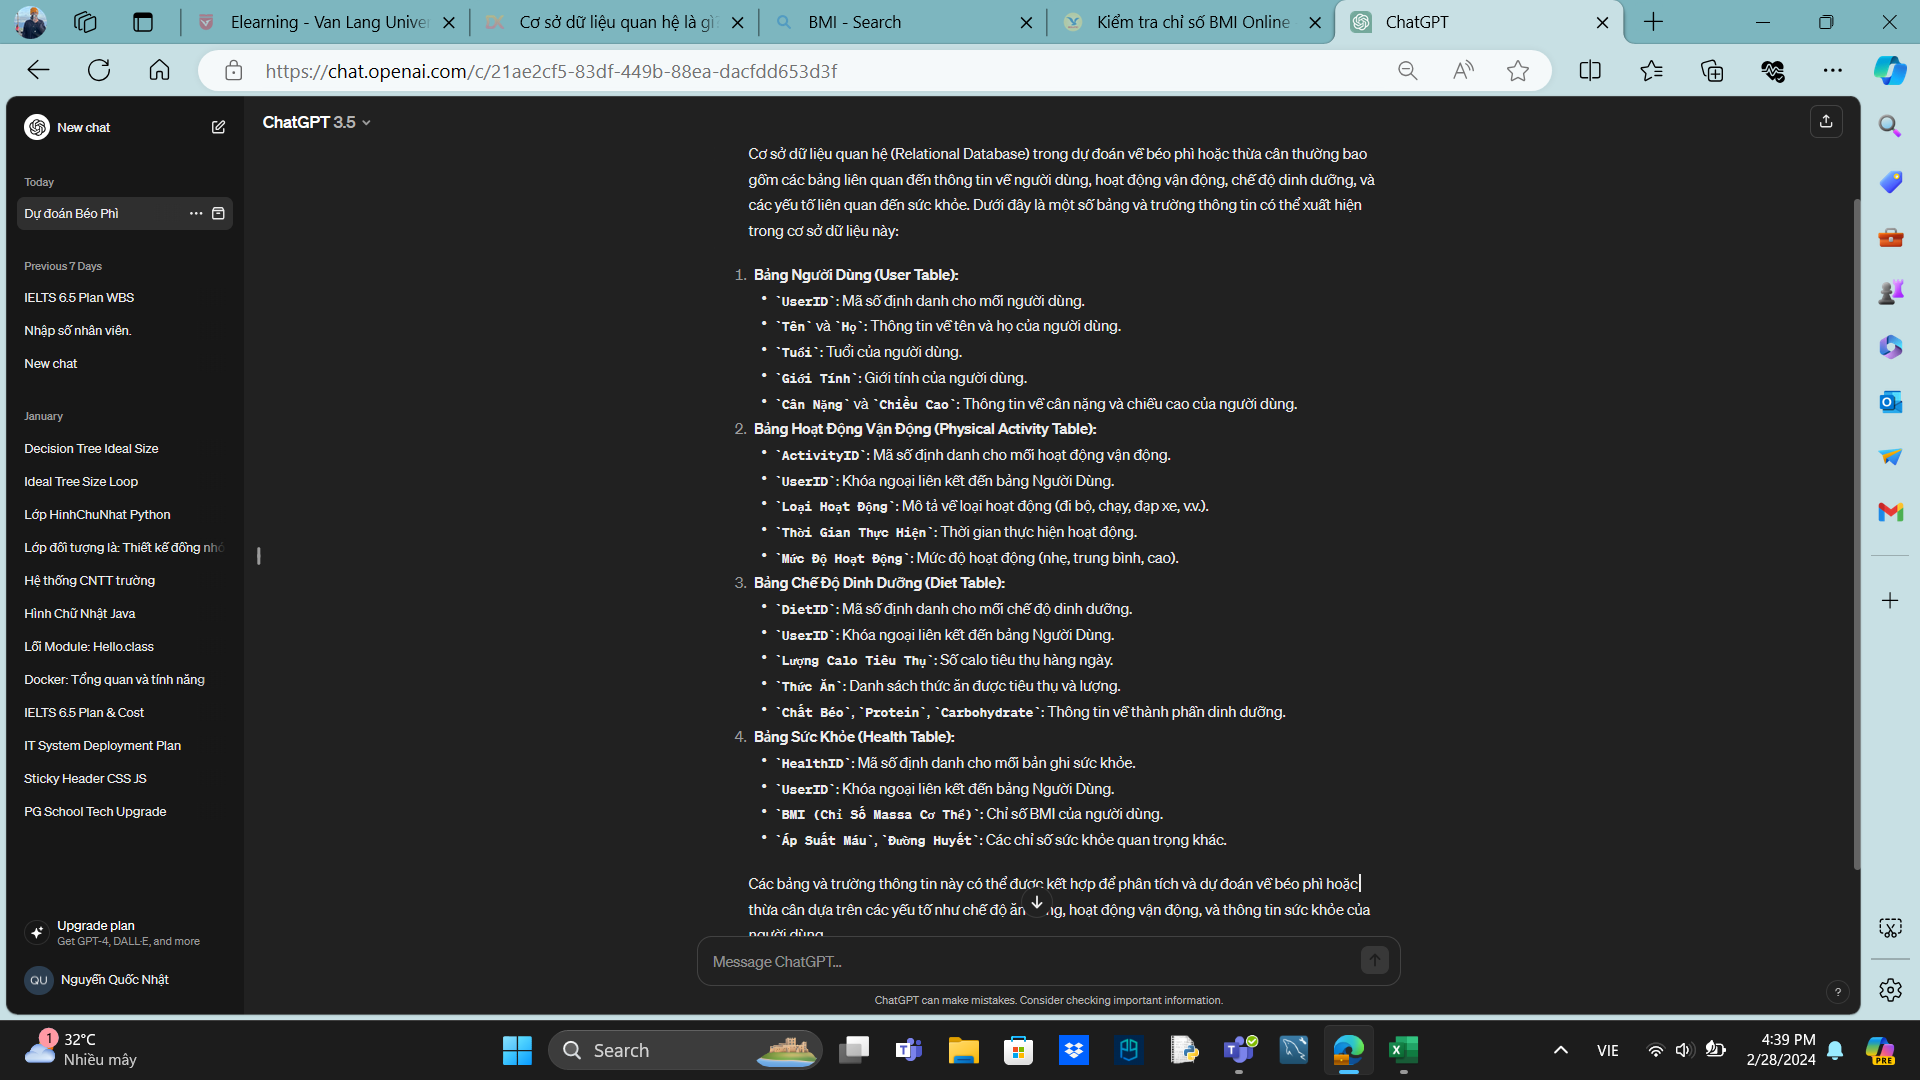 Elearning - Van Lang Univer
Cơ sở dữ liệu quan hệ là gì?
BMI - Search
Kiểm tra chỉ số BMI Online
ChatGPT
https://chat.openai.com/c/21ae2cf5-83df-449b-88ea-dacfdd653d3f
New chat
Today
Dự đoán Béo Phì
Previous 7 Days
IELTS 6.5 Plan WBS
Nhập số nhân viên.
New chat
January
Decision Tree Ideal Size
Ideal Tree Size Loop
Lớp HinhChuNhat Python
Lớp đối tượng là: Thiết kế đồng nhỏ
Hệ thống CNTT trường
Hình Chữ Nhật Java
Lỗi Module: Hello.class
Docker: Tổng quan và tính năng
IELTS 6.5 Plan & Cost
IT System Deployment Plan
Sticky Header CSS JS
PG School Tech Upgrade
Upgrade plan
Get GPT-4, DALL·E, and more
QU Nguyễn Quốc Nhật
ChatGPT 3.5
Cơ sở dữ liệu quan hệ (Relational Database) trong dự đoán về béo phì hoặc thừa cân thường bao
gồm các bảng liên quan đến thông tin về người dùng, hoạt động vận động, chế độ dinh dưỡng, và
các yếu tố liên quan đến sức khỏe. Dưới đây là một số bảng và trường thông tin có thể xuất hiện
trong cơ sở dữ liệu này:
1. Bảng Người Dùng (User Table):
• `UserID`: Mã số định danh cho mỗi người dùng.
• `Tên` và `Họ`: Thông tin về tên và họ của người dùng.
• `Tuổi`: Tuổi của người dùng.
• `Giới Tính`: Giới tính của người dùng.
• `Cân Nặng` và `Chiều Cao`: Thông tin về cân nặng và chiều cao của người dùng.
2. Bảng Hoạt Động Vận Động (Physical Activity Table):
• `ActivityID`: Mã số định danh cho mỗi hoạt động vận động.
• `UserID`: Khóa ngoại liên kết đến bảng Người Dùng.
• `Loại Hoạt Động`: Mô tả về loại hoạt động (đi bộ, chạy, đạp xe, v.v.).
• `Thời Gian Thực Hiện`: Thời gian thực hiện hoạt động.
• `Mức Độ Hoạt Động`: Mức độ hoạt động (nhẹ, trung bình, cao).
3. Bảng Chế Độ Dinh Dưỡng (Diet Table):
• `DietID`: Mã số định danh cho mỗi chế độ dinh dưỡng.
• `UserID`: Khóa ngoại liên kết đến bảng Người Dùng.
• `Lượng Calo Tiêu Thụ`: Số calo tiêu thụ hàng ngày.
• `Thức Ăn`: Danh sách thức ăn được tiêu thụ và lượng.
• `Chất Béo`, `Protein`, `Carbohydrate`: Thông tin về thành phần dinh dưỡng.
4. Bảng Sức Khỏe (Health Table):
• `HealthID`: Mã số định danh cho mỗi bản ghi sức khỏe.
• `UserID`: Khóa ngoại liên kết đến bảng Người Dùng.
• `BMI (Chỉ Số Massa Cơ Thể)`: Chỉ số BMI của người dùng.
• `Áp Suất Máu`, `Đường Huyết`: Các chỉ số sức khỏe quan trọng khác.
Các bảng và trường thông tin này có thể được kết hợp để phân tích và dự đoán về béo phì hoặc
thừa cân dựa trên các yếu tố như chế độ ăn ng, hoạt động vận động, và thông tin sức khỏe của
người dùng
Message ChatGPT...
ChatGPT can make mistakes. Consider checking important information.
?
1
32°C
Nhiều mây
Search
VIE
4:39 PM
2/28/2024
PRE